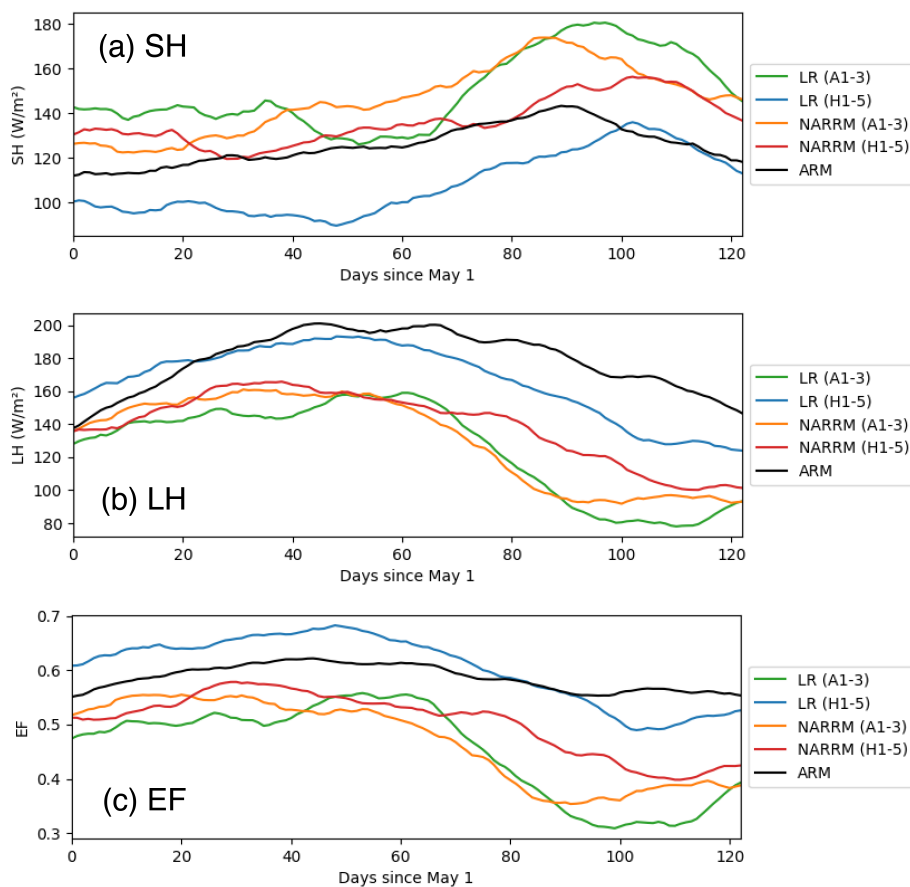 (a) SH
SH (W/m²)
180
160
140
120
100
0 20 40 60 80 100 120
Days since May 1
LR (A1-3)
LR (H1-5)
NARRM (A1-3)
NARRM (H1-5)
ARM
(b) LH
LH (W/m²)
200
180
160
140
120
100
80
0 20 40 60 80 100 120
Days since May 1
LR (A1-3)
LR (H1-5)
NARRM (A1-3)
NARRM (H1-5)
ARM
(c) EF
EF
0.7
0.6
0.5
0.4
0.3
0 20 40 60 80 100 120
Days since May 1
LR (A1-3)
LR (H1-5)
NARRM (A1-3)
NARRM (H1-5)
ARM